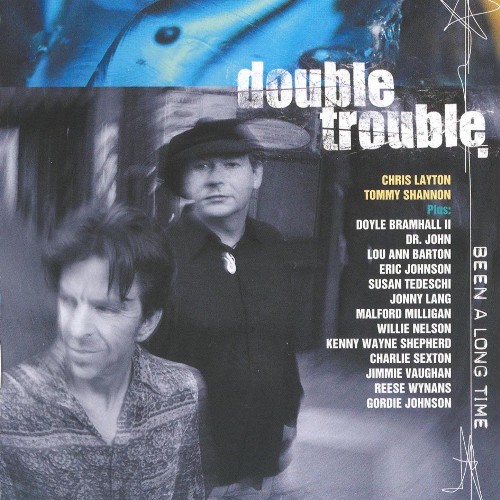 double
trouble
CHRIS LAYTON
TOMMY SHANNON
Plus:
DOYLE BRAMHALL II
DR. JOHN
LOU ANN BARTON
ERIC JOHNSON
SUSAN TEDESCHI
JONNY LANG
MALFORD MILLIGAN
WILLIE NELSON
KENNY WAYNE SHEPHERD
CHARLIE SEXTON
JIMMIE VAUGHAN
REESE WYNANS
GORDIE JOHNSON
BEEN A LONG TIME